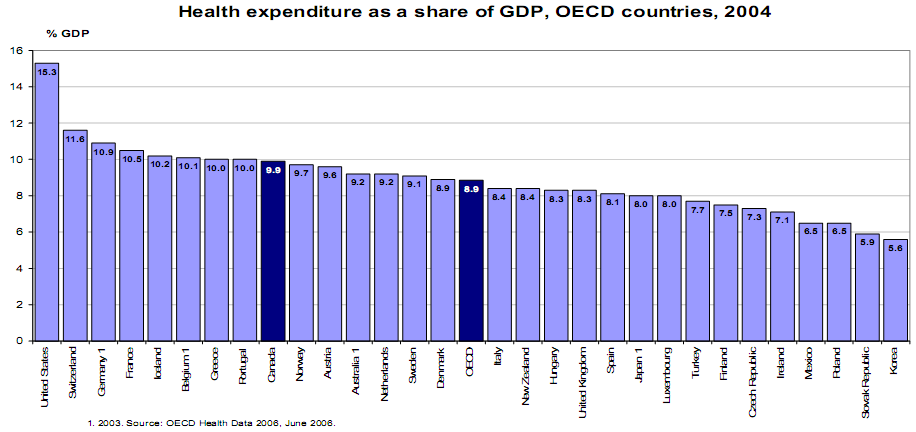 Health expenditure as a share of GDP, OECD countries, 2004
% GDP
16
14
12
10
8
6
4
2
0
15.3
11.6
10.9
10.5
10.2
10.1
10.0
10.0
9.9
9.7
9.6
9.2
9.2
9.1
8.9
8.9
8.4
8.4
8.3
8.3
8.1
8.0
8.0
7.7
7.5
7.3
7.1
6.5
6.5
5.9
5.6
United States
Switzerland
Germany 1
France
Iceland
Belgium 1
Greece
Portugal
Canada
Norway
Austria
Australia 1
Netherlands
Sweden
Denmark
OECD
Italy
New Zealand
Hungary
United Kingdom
Spain
Japan 1
Luxembourg
Turkey
Finland
Czech Republic
Ireland
Mexico
Poland
Slovak Republic
Korea
1. 2003. Source: OECD Health Data 2006, June 2006.